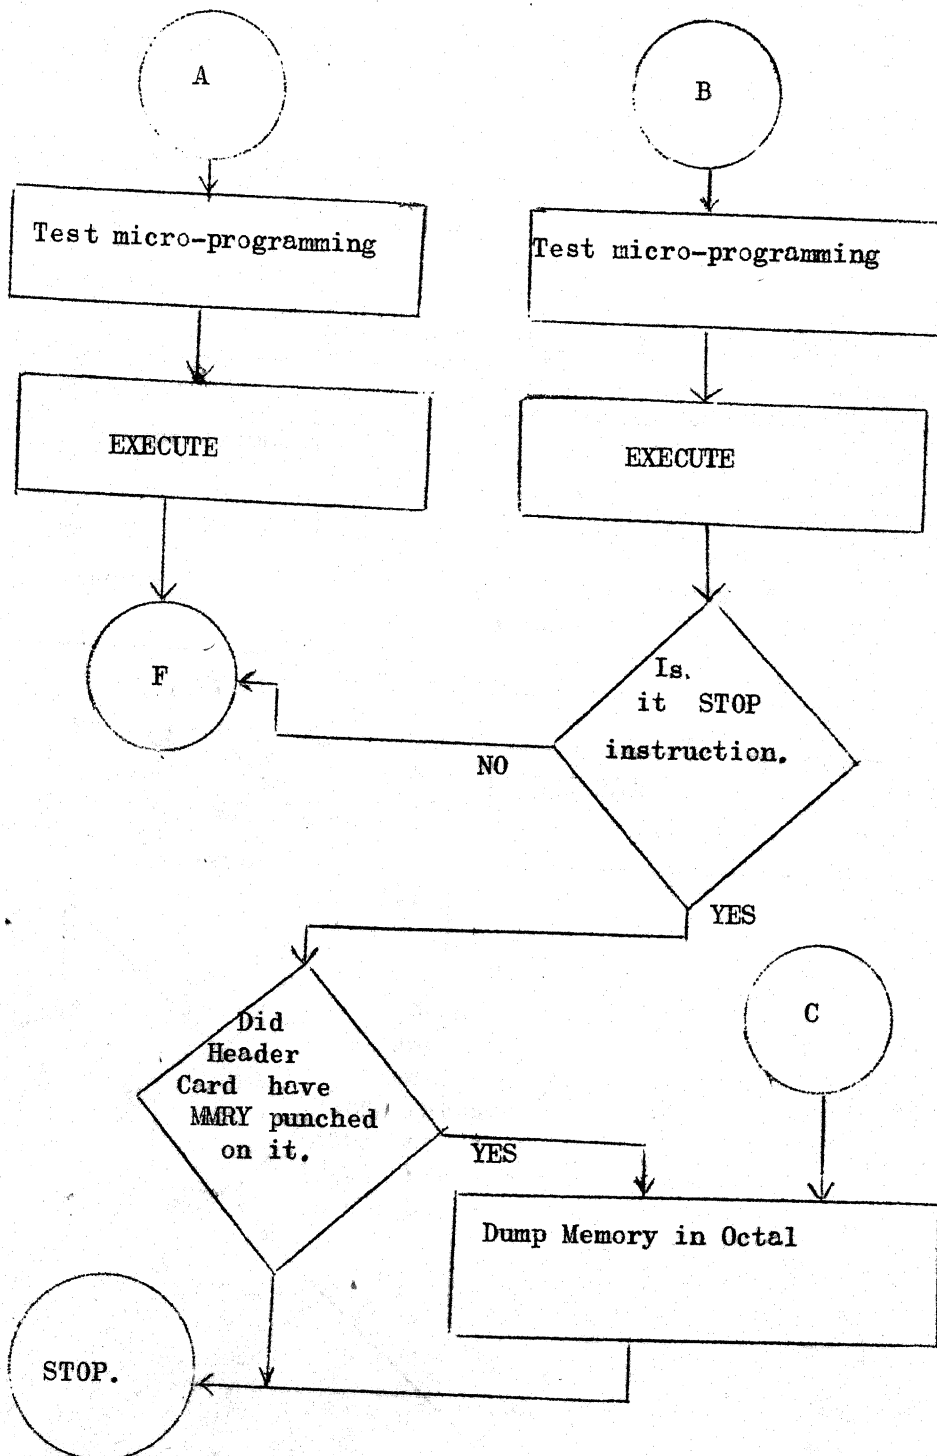 A
B
Test micro-programming
Test micro-programming
EXECUTE
EXECUTE
F
Is.
it STOP
instruction.
NO
YES
Did
Header
Card have
MMRY punched
on it.
YES
C
Dump Memory in Octal
STOP.